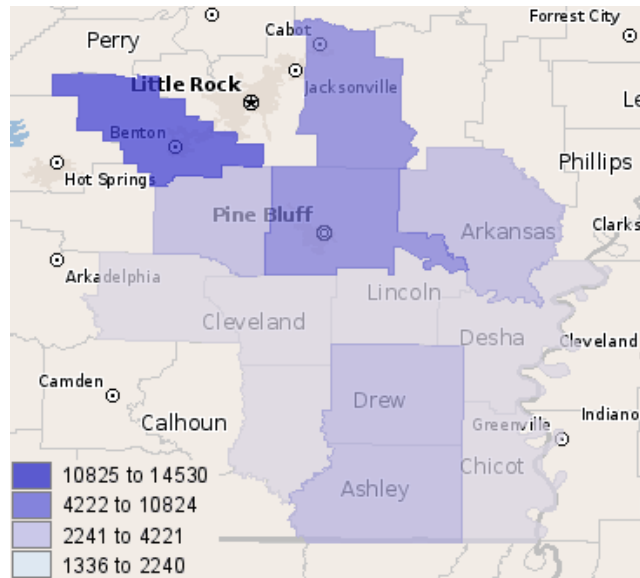 Forrest City
Cabot
Perry
Little Rock
Jacksonville
Le
Benton
Phillips
Hot Springs
Pine Bluff
Clarks
Arkansas
Arkadelphia
Lincoln
Cleveland
Desha
Cleveland
Camden
Drew
Calhoun
Greenville
Indiano
Chicot
Ashley
10825 to 14530
4222 to 10824
2241 to 4221
1336 to 2240